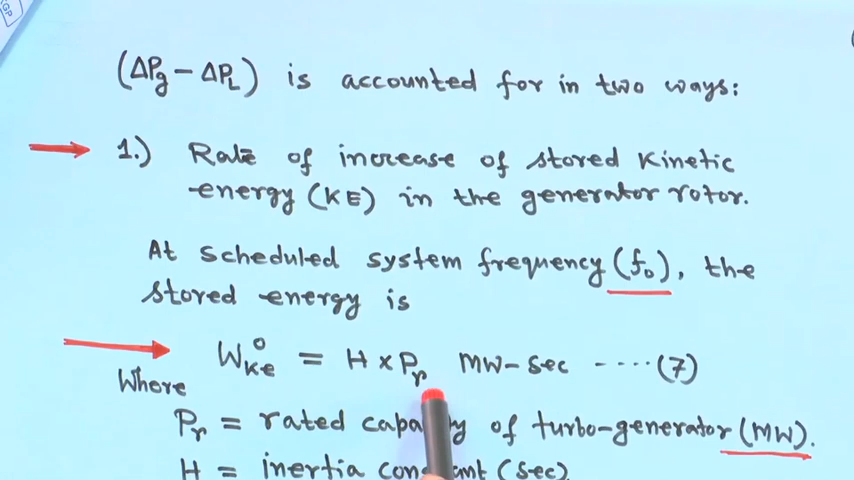 GP
(ΔPg - ΔPL) is accounted for in two ways:
1.) Rate of increase of stored Kinetic
energy (KE) in the generator rotor.
At scheduled system frequency (f₀), the
stored energy is
W⁰Ke = H × Pr MW-sec ----(7)
Where
Pr = rated capacity of turbo-generator (MW).
H = inertia constant (sec).